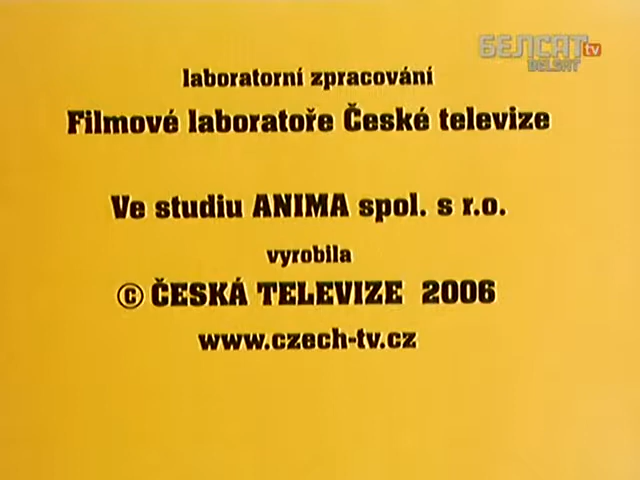 БЕЛСАТ tv
BELSAT
laboratorní zpracování
Filmové laboratoře České televize
Ve studiu ANIMA spol. s r.o.
vyrobila
© ČESKÁ TELEVIZE 2006
www.czech-tv.cz